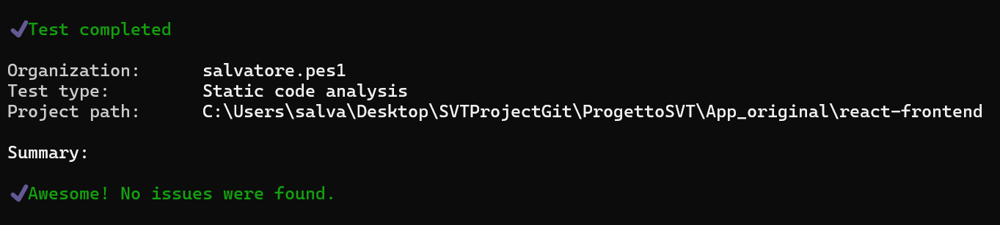 ✔Test completed
Organization: salvatore.pes1
Test type: Static code analysis
Project path: C:\Users\salva\Desktop\SVTProjectGit\ProgettoSVT\App_original\react-frontend
Summary:
✔Awesome! No issues were found.